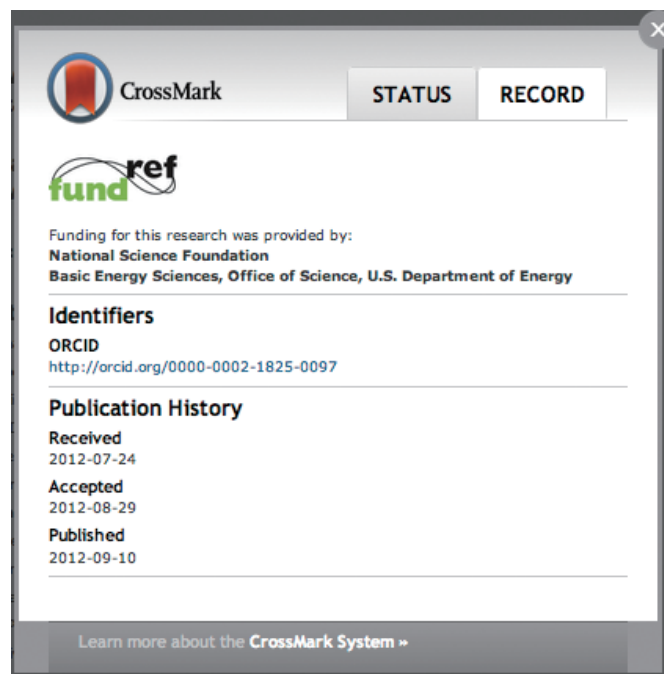 CrossMark
STATUS
RECORD
fundref
Funding for this research was provided by:
National Science Foundation
Basic Energy Sciences, Office of Science, U.S. Department of Energy
Identifiers
ORCID
http://orcid.org/0000-0002-1825-0097
Publication History
Received
2012-07-24
Accepted
2012-08-29
Published
2012-09-10
Learn more about the CrossMark System »